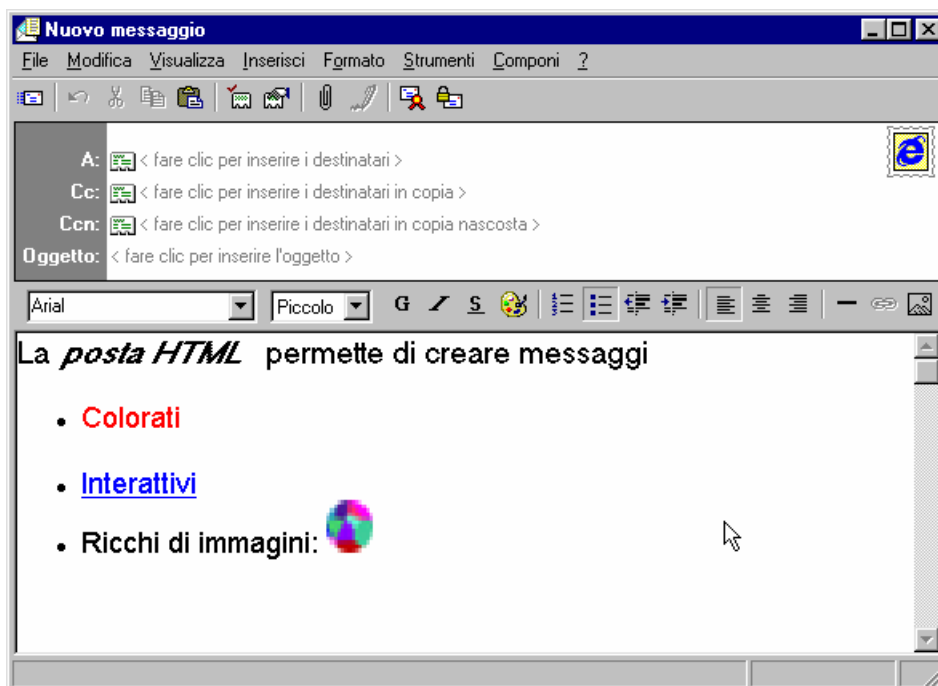 Nuovo messaggio
File Modifica Visualizza Inserisci Formato Strumenti Componi ?
A: < fare clic per inserire i destinatari >
Cc: < fare clic per inserire i destinatari in copia >
Ccn: < fare clic per inserire i destinatari in copia nascosta >
Oggetto: < fare clic per inserire l'oggetto >
Arial Piccolo G I S
La posta HTML permette di creare messaggi
• Colorati
• Interattivi
• Ricchi di immagini: